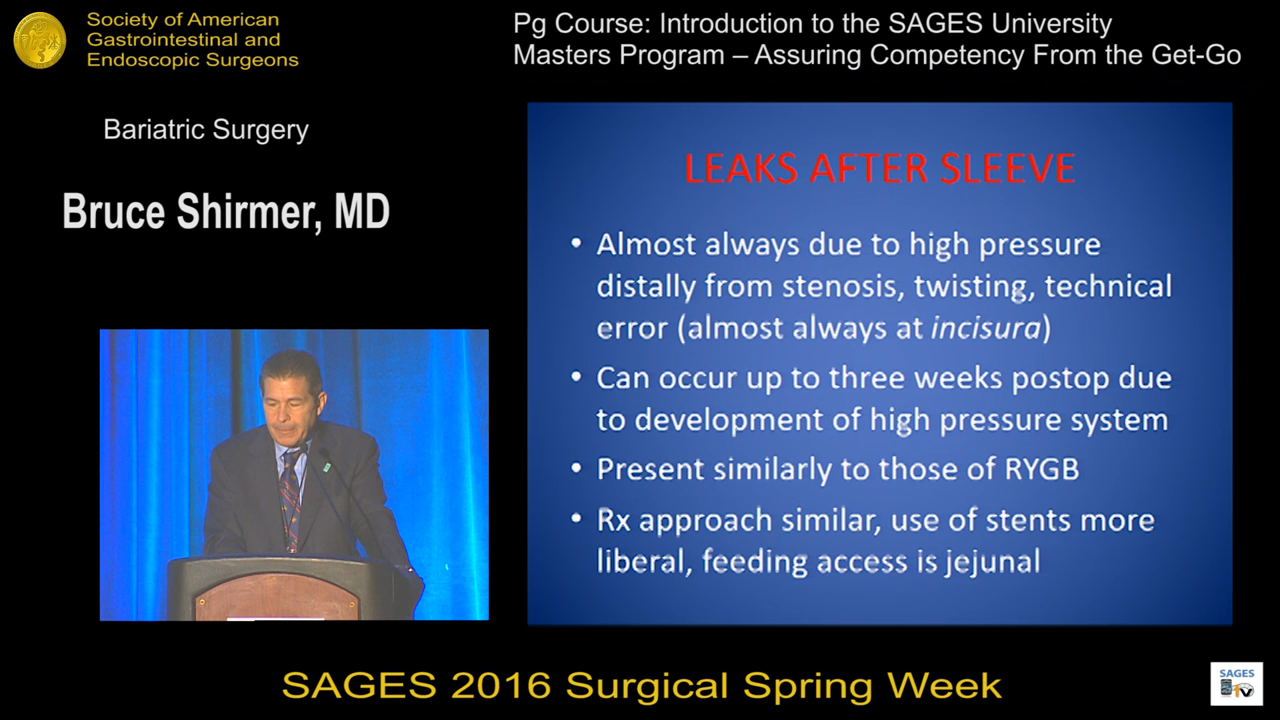 Society of American
Gastrointestinal and
Endoscopic Surgeons
Pg Course: Introduction to the SAGES University
Masters Program – Assuring Competency From the Get-Go
Bariatric Surgery
Bruce Shirmer, MD
LEAKS AFTER SLEEVE
• Almost always due to high pressure
distally from stenosis, twisting, technical
error (almost always at incisura)
• Can occur up to three weeks postop due
to development of high pressure system
• Present similarly to those of RYGB
• Rx approach similar, use of stents more
liberal, feeding access is jejunal
SAGES 2016 Surgical Spring Week
SAGES
tv